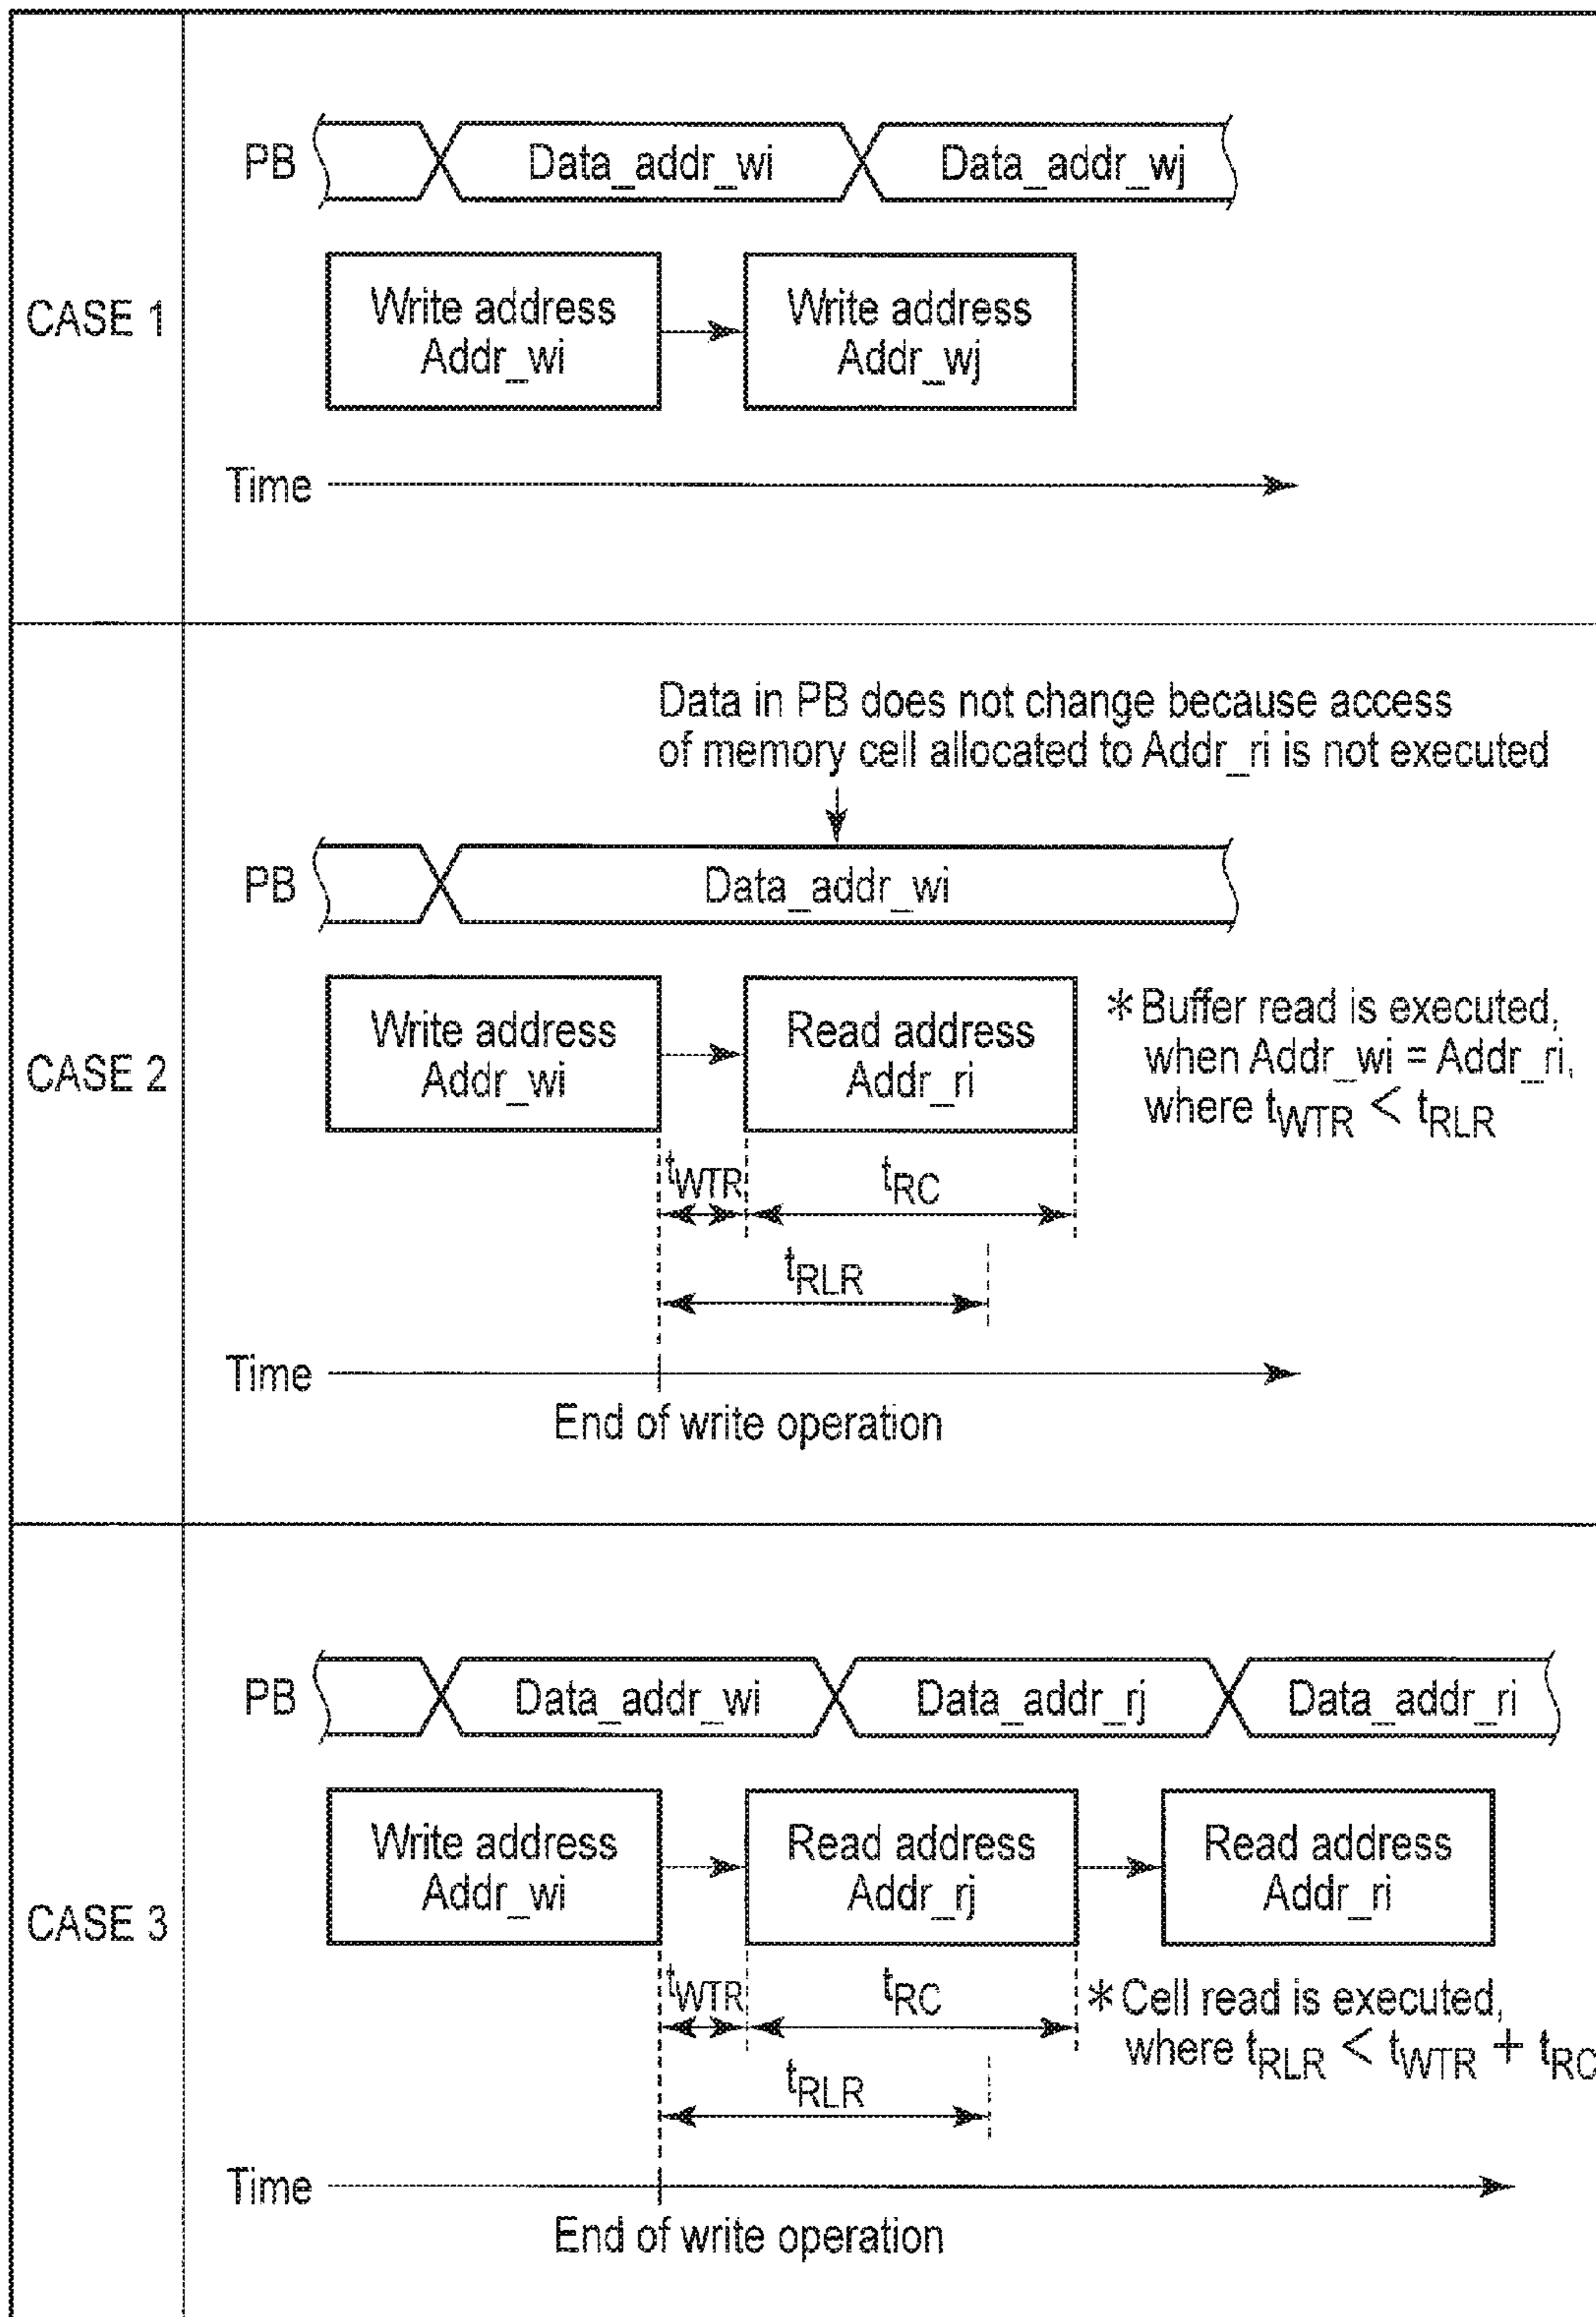 CASE 1
PB
Data_addr_wi
Data_addr_wj
Write address
Addr_wi
Write address
Addr_wj
Time
CASE 2
Data in PB does not change because access
of memory cell allocated to Addr_ri is not executed
PB
Data_addr_wi
Write address
Addr_wi
Read address
Addr_ri
* Buffer read is executed,
when Addr_wi = Addr_ri,
where tWTR < tRLR
tWTR
tRC
tRLR
Time
End of write operation
CASE 3
PB
Data_addr_wi
Data_addr_rj
Data_addr_ri
Write address
Addr_wi
Read address
Addr_rj
Read address
Addr_ri
tWTR
tRC
* Cell read is executed,
where tRLR < tWTR + tRC
tRLR
Time
End of write operation